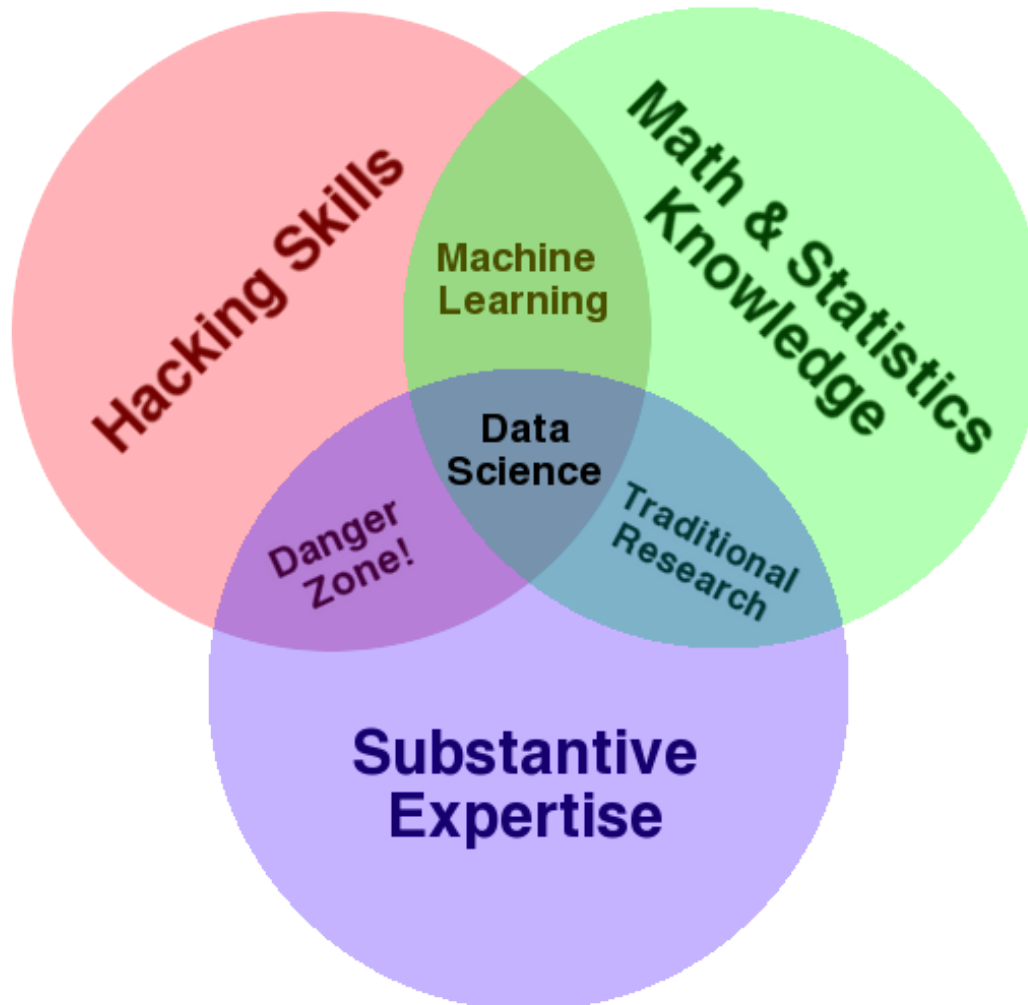 Hacking Skills
Math & Statistics
Knowledge
Machine
Learning
Data
Science
Danger
Zone!
Traditional
Research
Substantive
Expertise